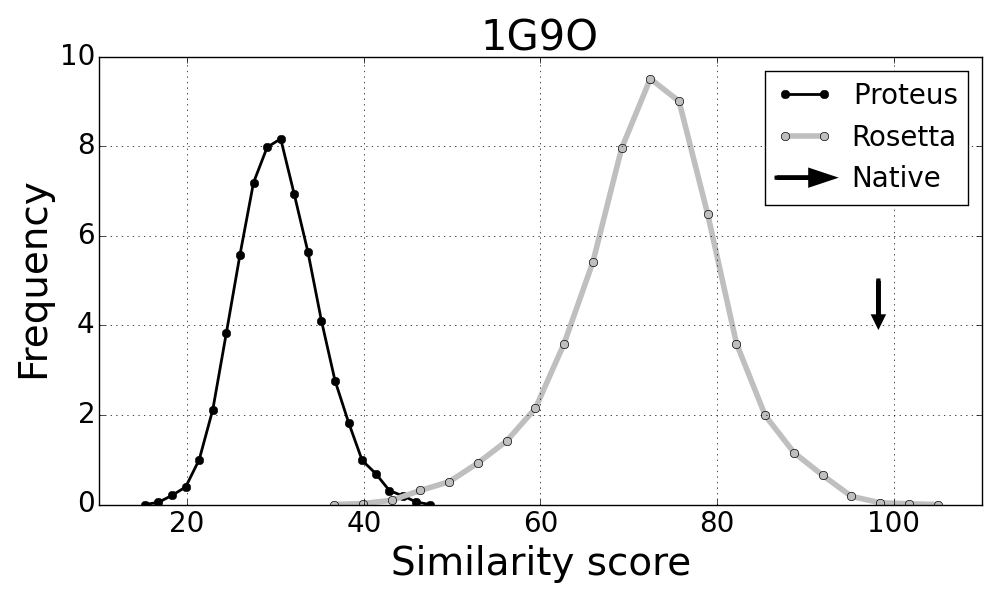 1G9O
10
8
6
4
2
0
Frequency
20 40 60 80 100
Similarity score
Proteus
Rosetta
Native